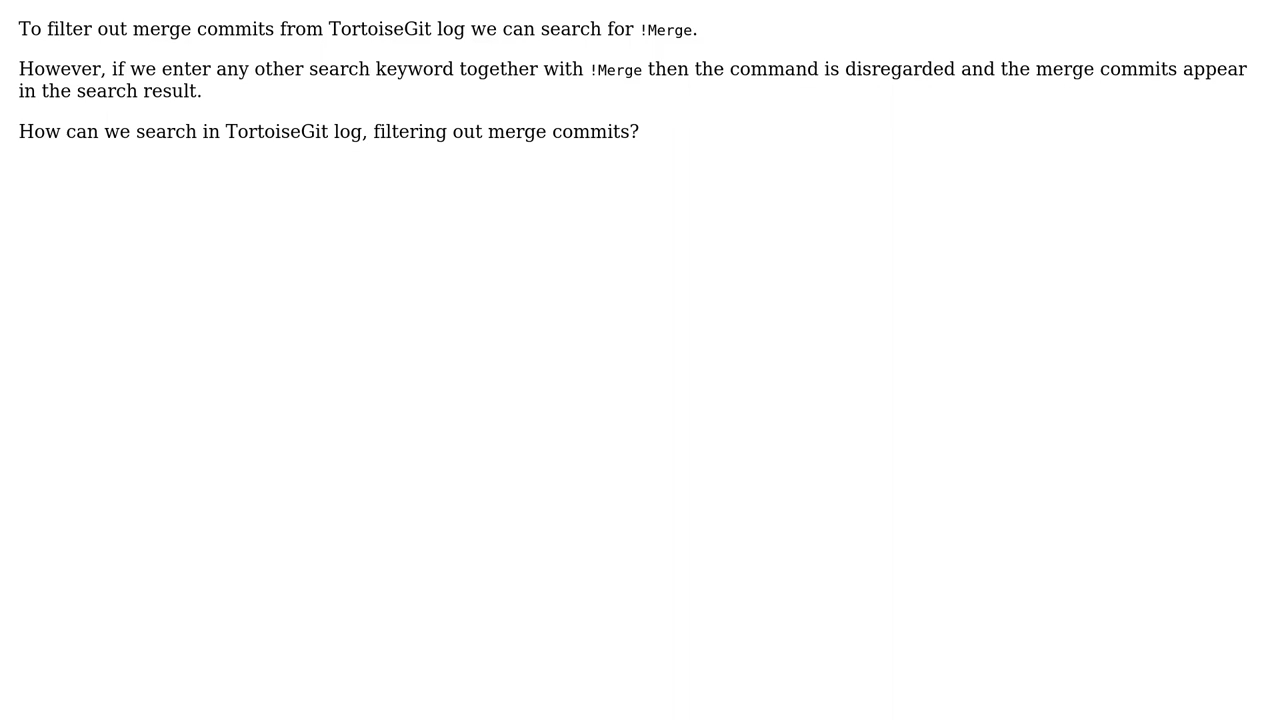 To filter out merge commits from TortoiseGit log we can search for !Merge.
However, if we enter any other search keyword together with !Merge then the command is disregarded and the merge commits appear
in the search result.
How can we search in TortoiseGit log, filtering out merge commits?